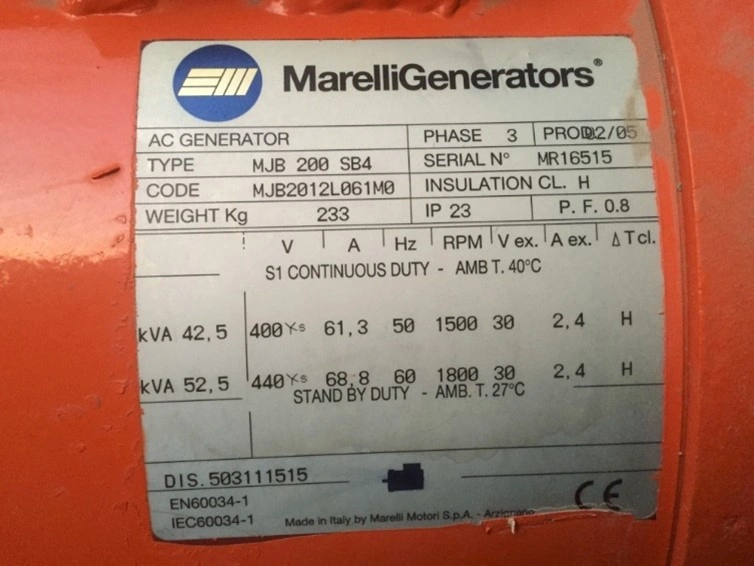 MarelliGenerators®
AC GENERATOR PHASE 3 PROD. 02/05
TYPE MJB 200 SB4 SERIAL N° MR16515
CODE MJB2012L061M0 INSULATION CL. H
WEIGHT Kg 233 IP 23 P. F. 0.8
V A Hz RPM V ex. A ex. Δ T cl.
S1 CONTINUOUS DUTY - AMB T. 40°C
kVA 42,5 400 Ys 61,3 50 1500 30 2,4 H
kVA 52,5 440 Ys 68,8 60 1800 30 2,4 H
STAND BY DUTY - AMB. T. 27°C
DIS. 503111515
EN60034-1
IEC60034-1 Made in Italy by Marelli Motori S.p.A. - Arzignano
CE